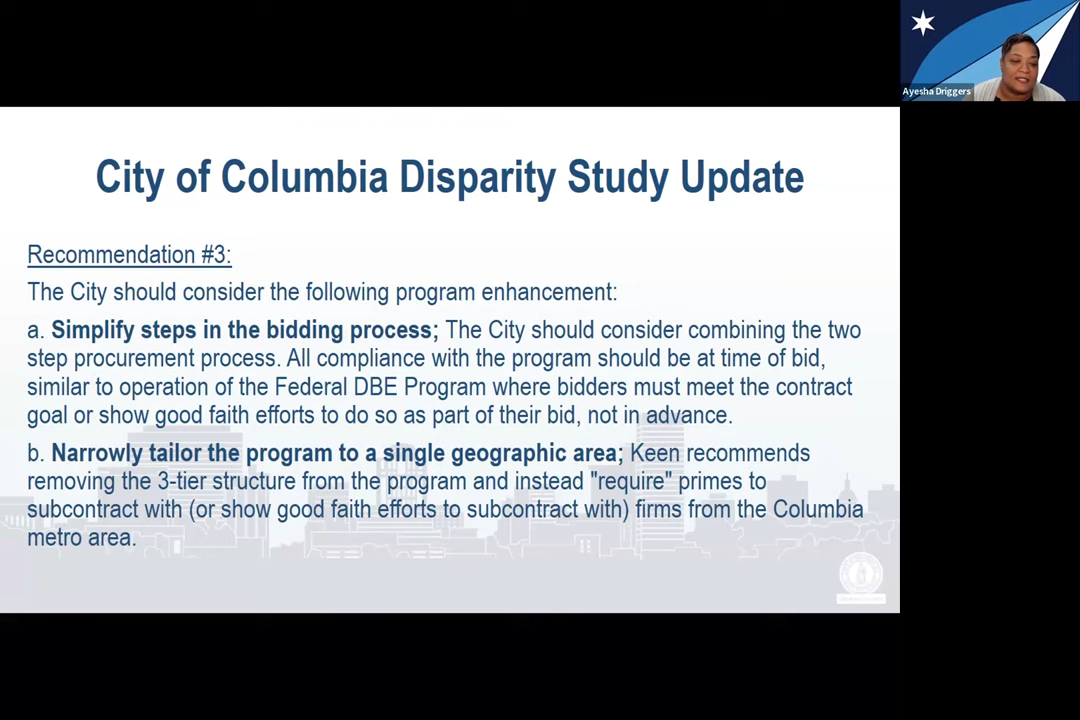 Ayesha Driggers
City of Columbia Disparity Study Update
Recommendation #3:
The City should consider the following program enhancement:
a. Simplify steps in the bidding process; The City should consider combining the two
step procurement process. All compliance with the program should be at time of bid,
similar to operation of the Federal DBE Program where bidders must meet the contract
goal or show good faith efforts to do so as part of their bid, not in advance.
b. Narrowly tailor the program to a single geographic area; Keen recommends
removing the 3-tier structure from the program and instead "require" primes to
subcontract with (or show good faith efforts to subcontract with) firms from the Columbia
metro area.